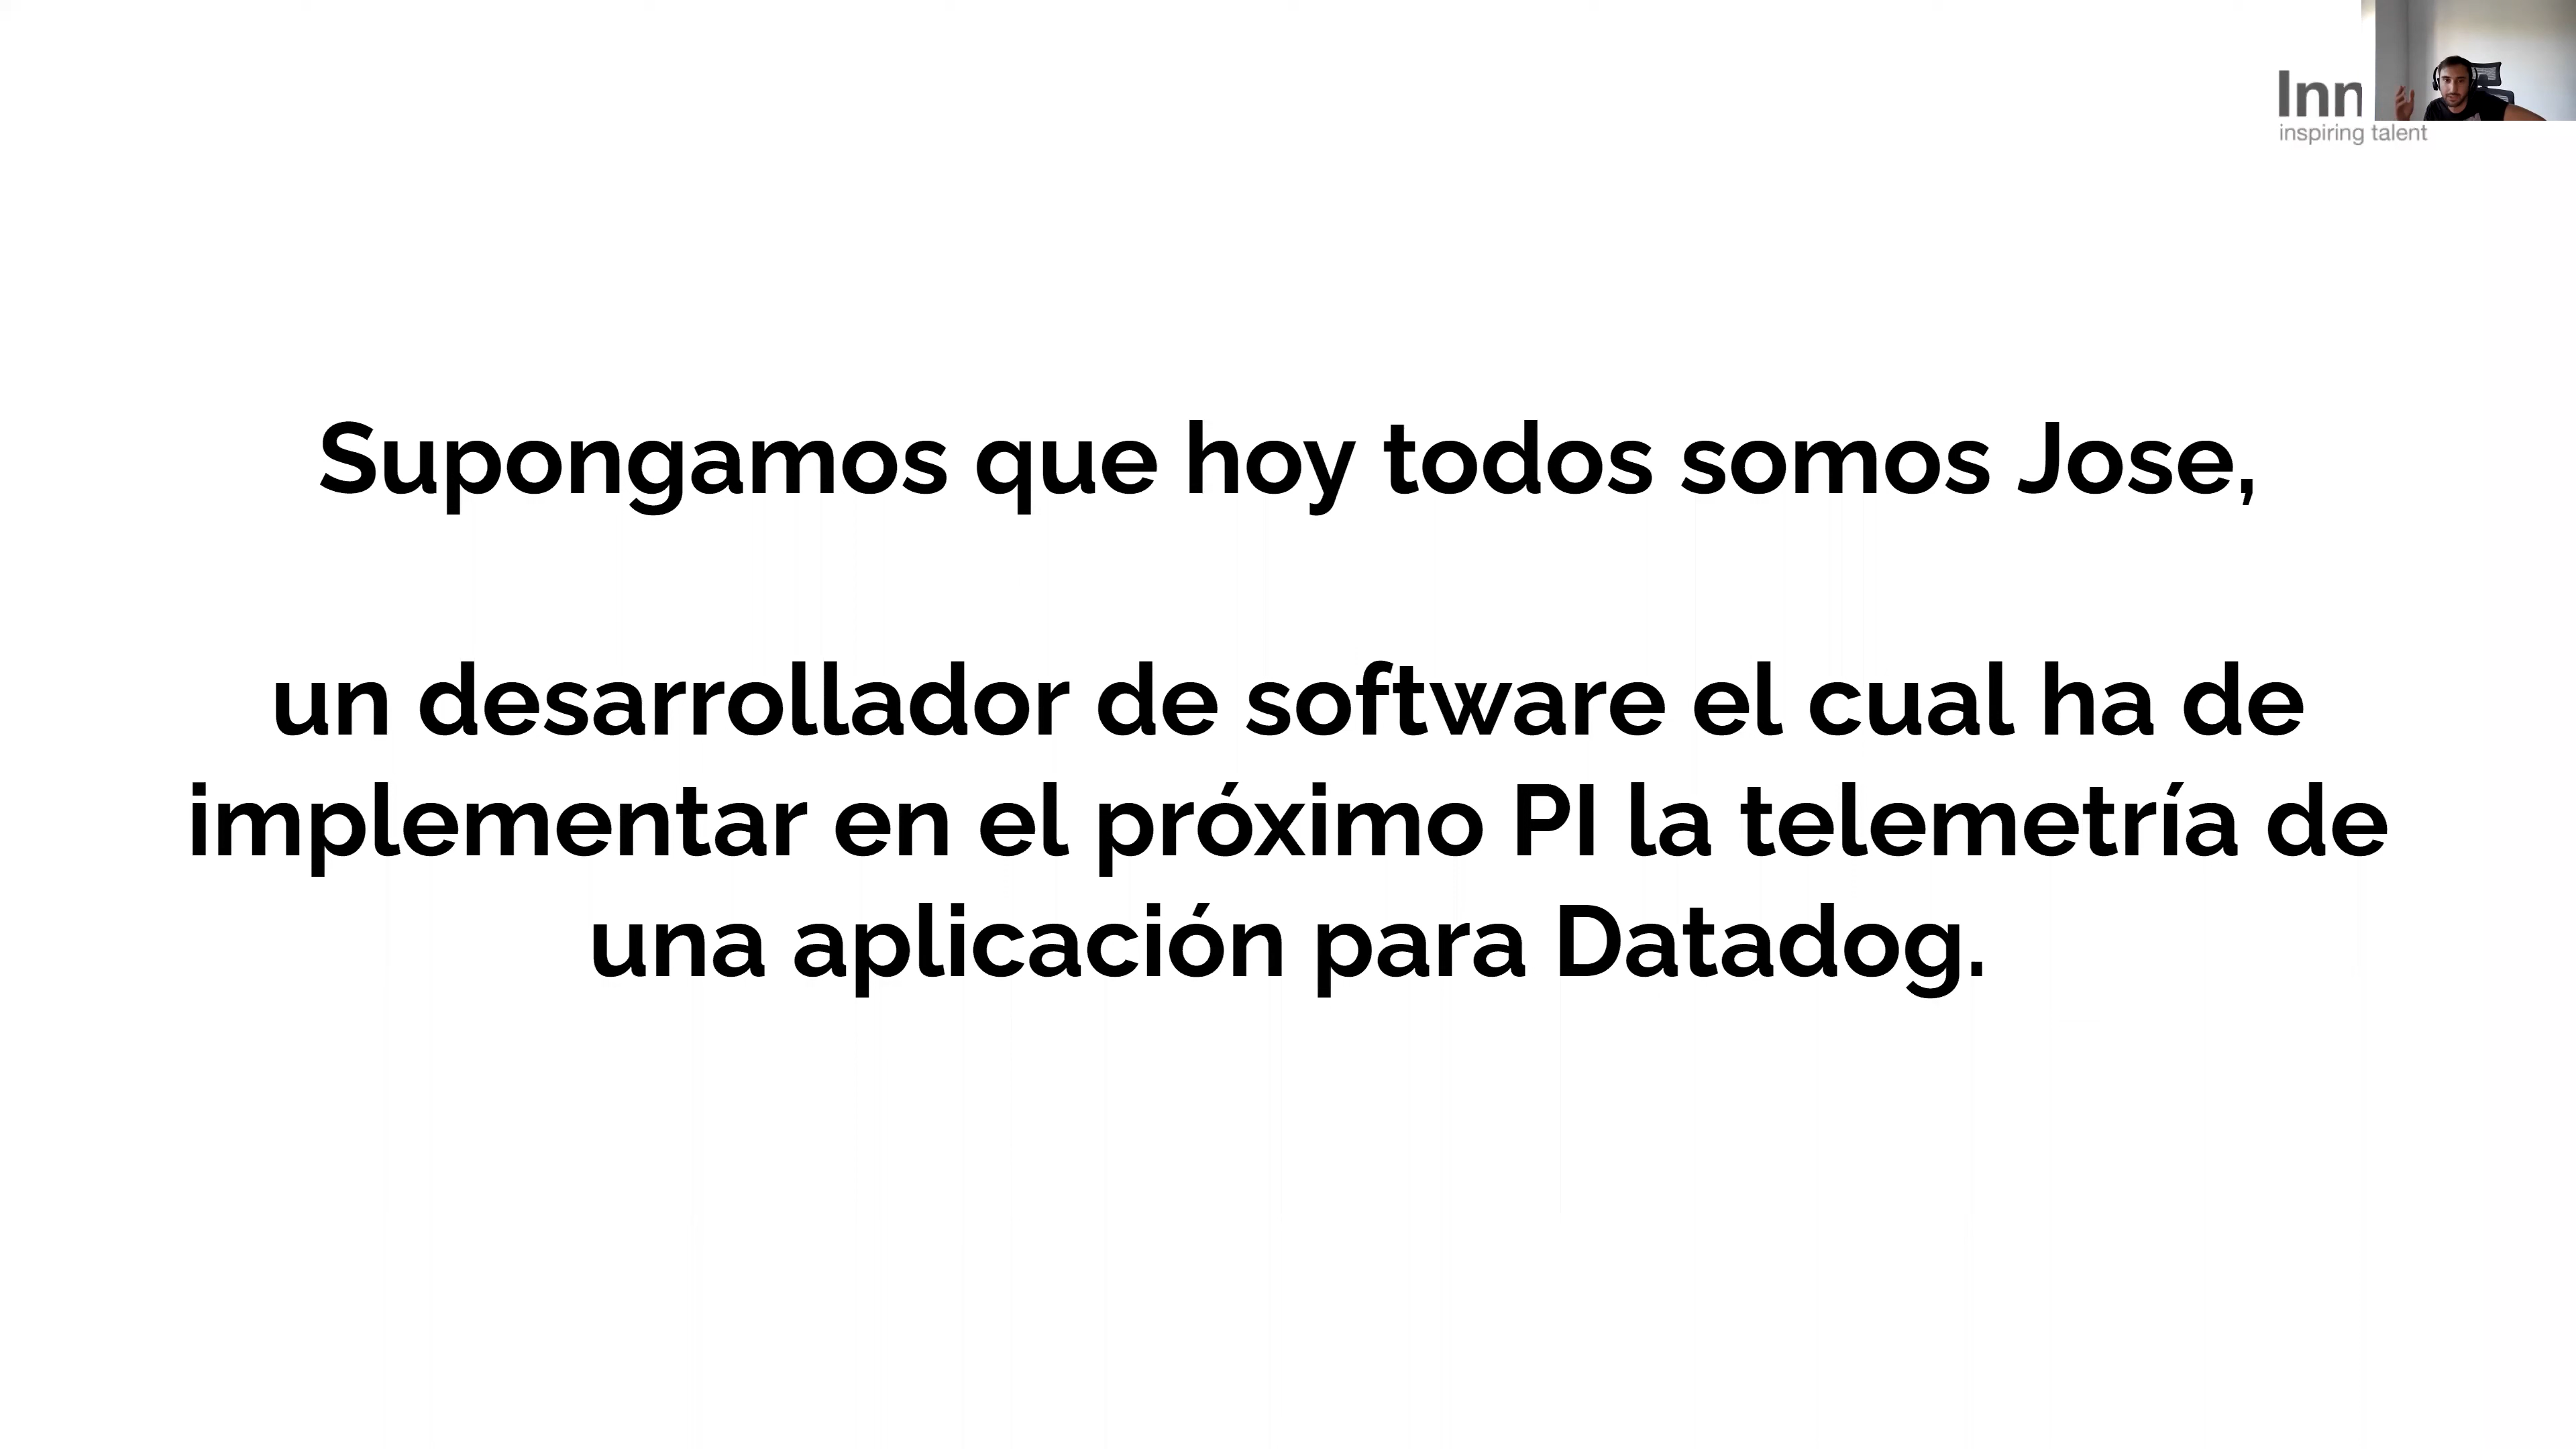 Inn
inspiring talent
Supongamos que hoy todos somos Jose,
un desarrollador de software el cual ha de
implementar en el próximo PI la telemetría de
una aplicación para Datadog.